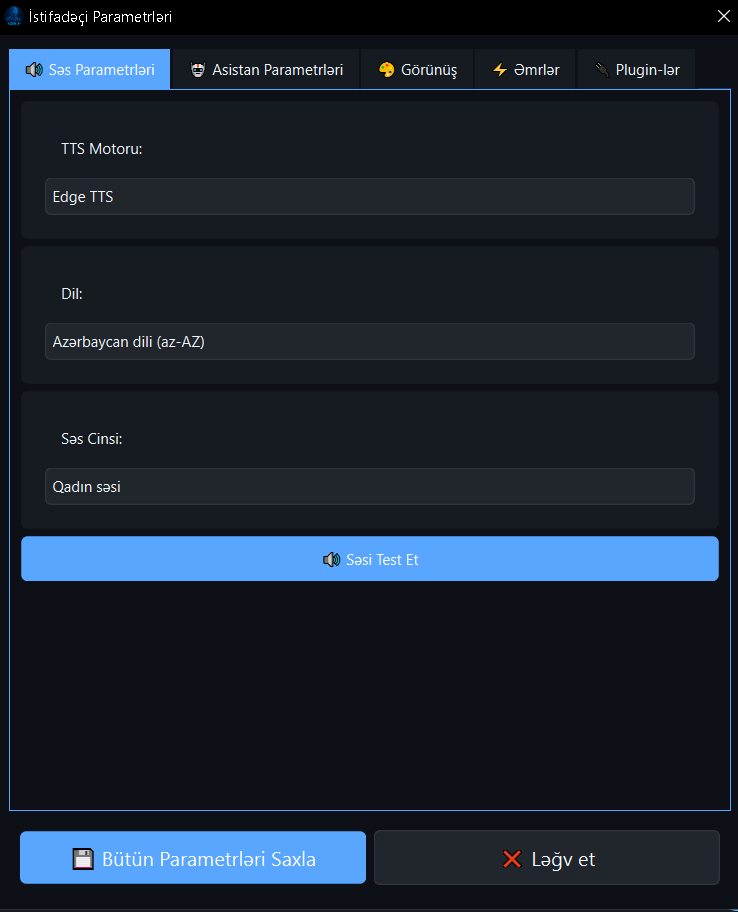 İstifadəçi Parametrləri
Səs Parametrləri
Asistan Parametrləri
Görünüş
Əmrlər
Plugin-lər
TTS Motoru:
Edge TTS
Dil:
Azərbaycan dili (az-AZ)
Səs Cinsi:
Qadın səsi
Səsi Test Et
Bütün Parametrləri Saxla
Ləğv et